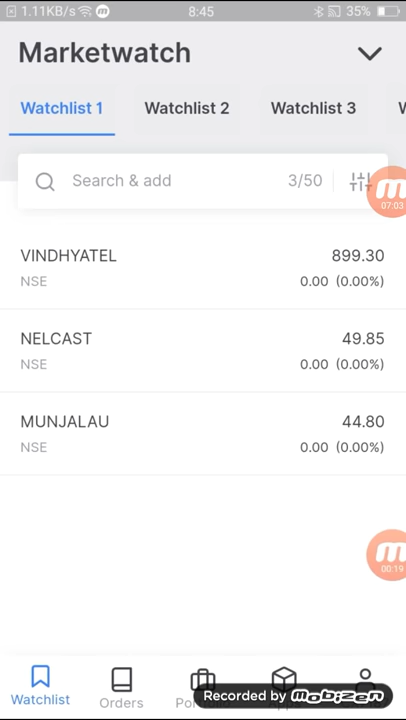 1.11KB/s 8:45 35%
Marketwatch
Watchlist 1 Watchlist 2 Watchlist 3
Search & add 3/50
07:03
VINDHYATEL 899.30
NSE 0.00 (0.00%)
NELCAST 49.85
NSE 0.00 (0.00%)
MUNJALAU 44.80
NSE 0.00 (0.00%)
00:19
Watchlist Orders
Recorded by mobizen